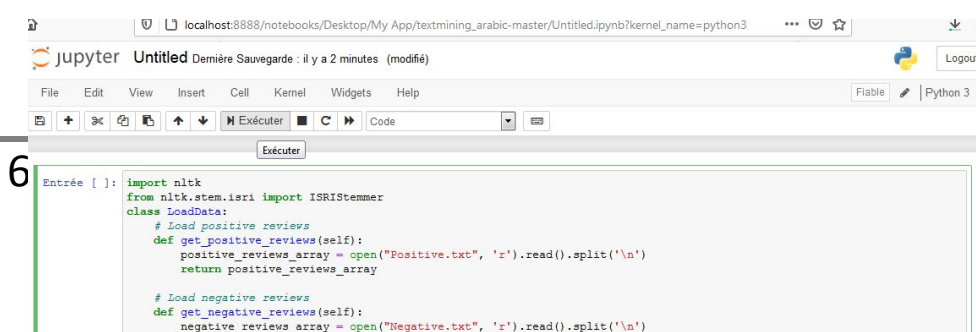 localhost:8888/notebooks/Desktop/My App/textmining_arabic-master/Untitled.ipynb?kernel_name=python3
jupyter Untitled Dernière Sauvegarde : il y a 2 minutes (modifié)
Logout
File Edit View Insert Cell Kernel Widgets Help
Fiable Python 3
Exécuter Code
Exécuter
6
Entrée [ ]: import nltk
from nltk.stem.isri import ISRIStemmer
class LoadData:
# Load positive reviews
def get_positive_reviews(self):
positive_reviews_array = open("Positive.txt", 'r').read().split('\n')
return positive_reviews_array
# Load negative reviews
def get_negative_reviews(self):
negative_reviews_array = open("Negative.txt", 'r').read().split('\n')